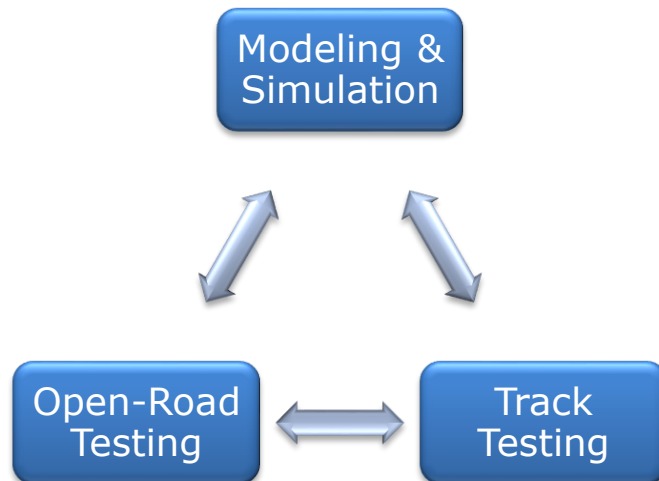 Modeling &
Simulation
Open-Road
Testing
Track
Testing